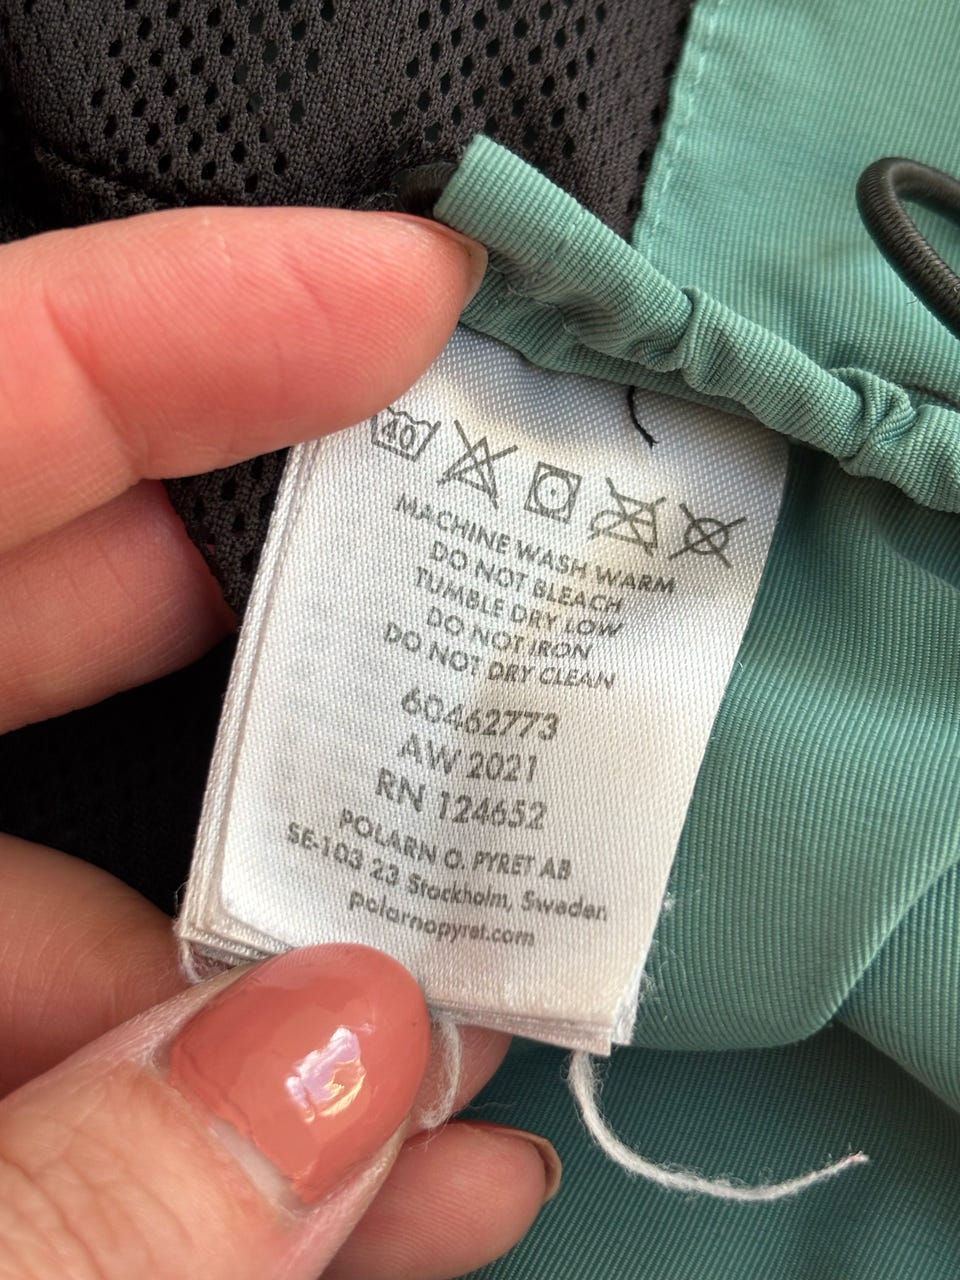 40
MACHINE WASH WARM
DO NOT BLEACH
TUMBLE DRY LOW
DO NOT IRON
DO NOT DRY CLEAN
60462773
AW 2021
RN 124652
POLARN O. PYRET AB
SE-103 23 Stockholm, Sweden
polarnopyret.com